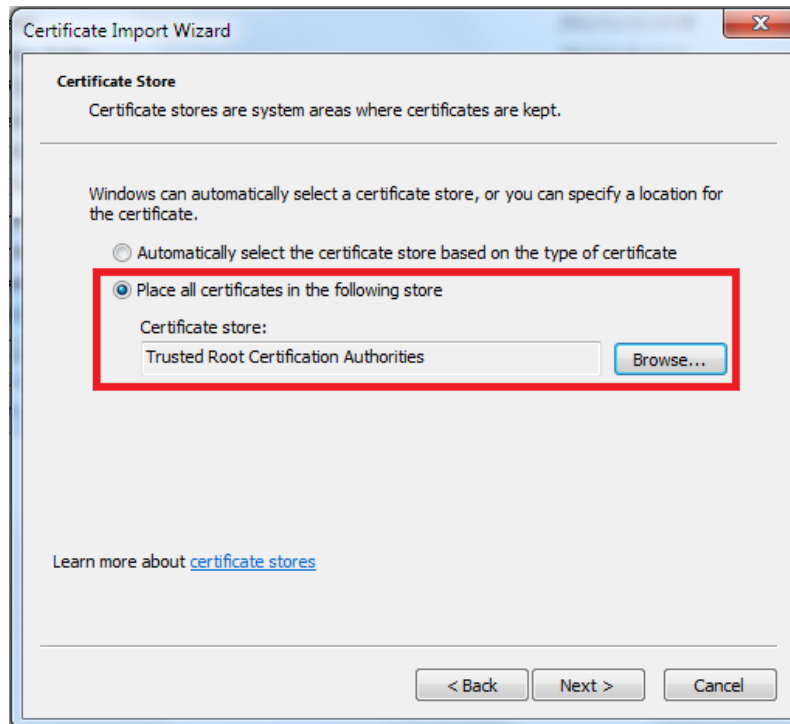 Certificate Import Wizard
Certificate Store
Certificate stores are system areas where certificates are kept.
Windows can automatically select a certificate store, or you can specify a location for
the certificate.
Automatically select the certificate store based on the type of certificate
Place all certificates in the following store
Certificate store:
Trusted Root Certification Authorities
Browse...
Learn more about certificate stores
< Back
Next >
Cancel